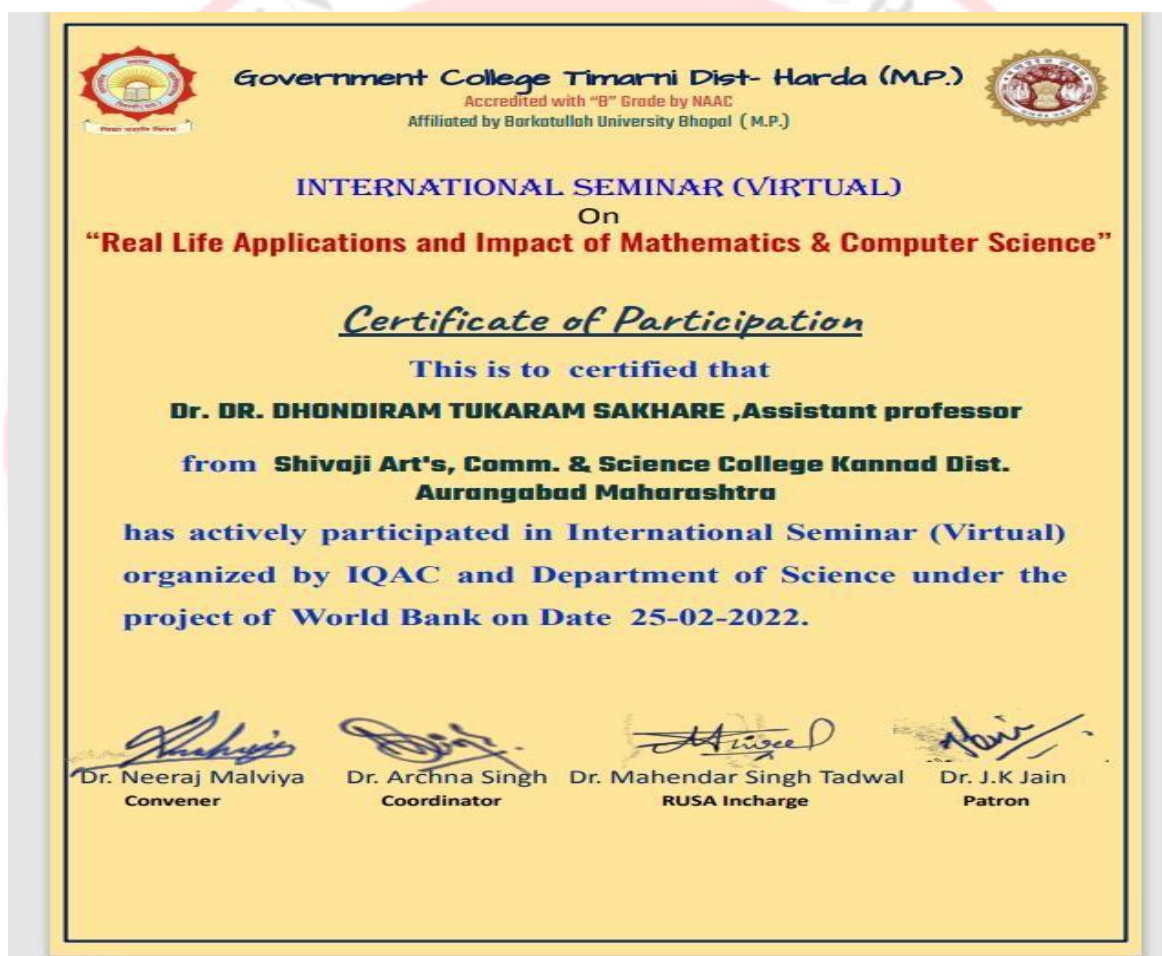 Government College Timarni Dist- Harda (M.P.)
Accredited with “B” Grade by NAAC
Affiliated by Barkatullah University Bhopal ( M.P.)
INTERNATIONAL SEMINAR (VIRTUAL)
On
“Real Life Applications and Impact of Mathematics & Computer Science”
Certificate of Participation
This is to certified that
Dr. DR. DHONDIRAM TUKARAM SAKHARE ,Assistant professor
from Shivaji Art's, Comm. & Science College Kannad Dist.
Aurangabad Maharashtra
has actively participated in International Seminar (Virtual)
organized by IQAC and Department of Science under the
project of World Bank on Date 25-02-2022.
Dr. Neeraj Malviya Dr. Archna Singh Dr. Mahendar Singh Tadwal Dr. J.K Jain
Convener Coordinator RUSA Incharge Patron